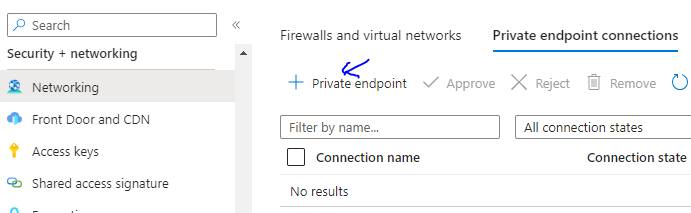 Search
Security + networking
Networking
Front Door and CDN
Access keys
Shared access signature
Firewalls and virtual networks
Private endpoint connections
Private endpoint
Approve
Reject
Remove
Filter by name...
All connection states
Connection name
Connection state
No results